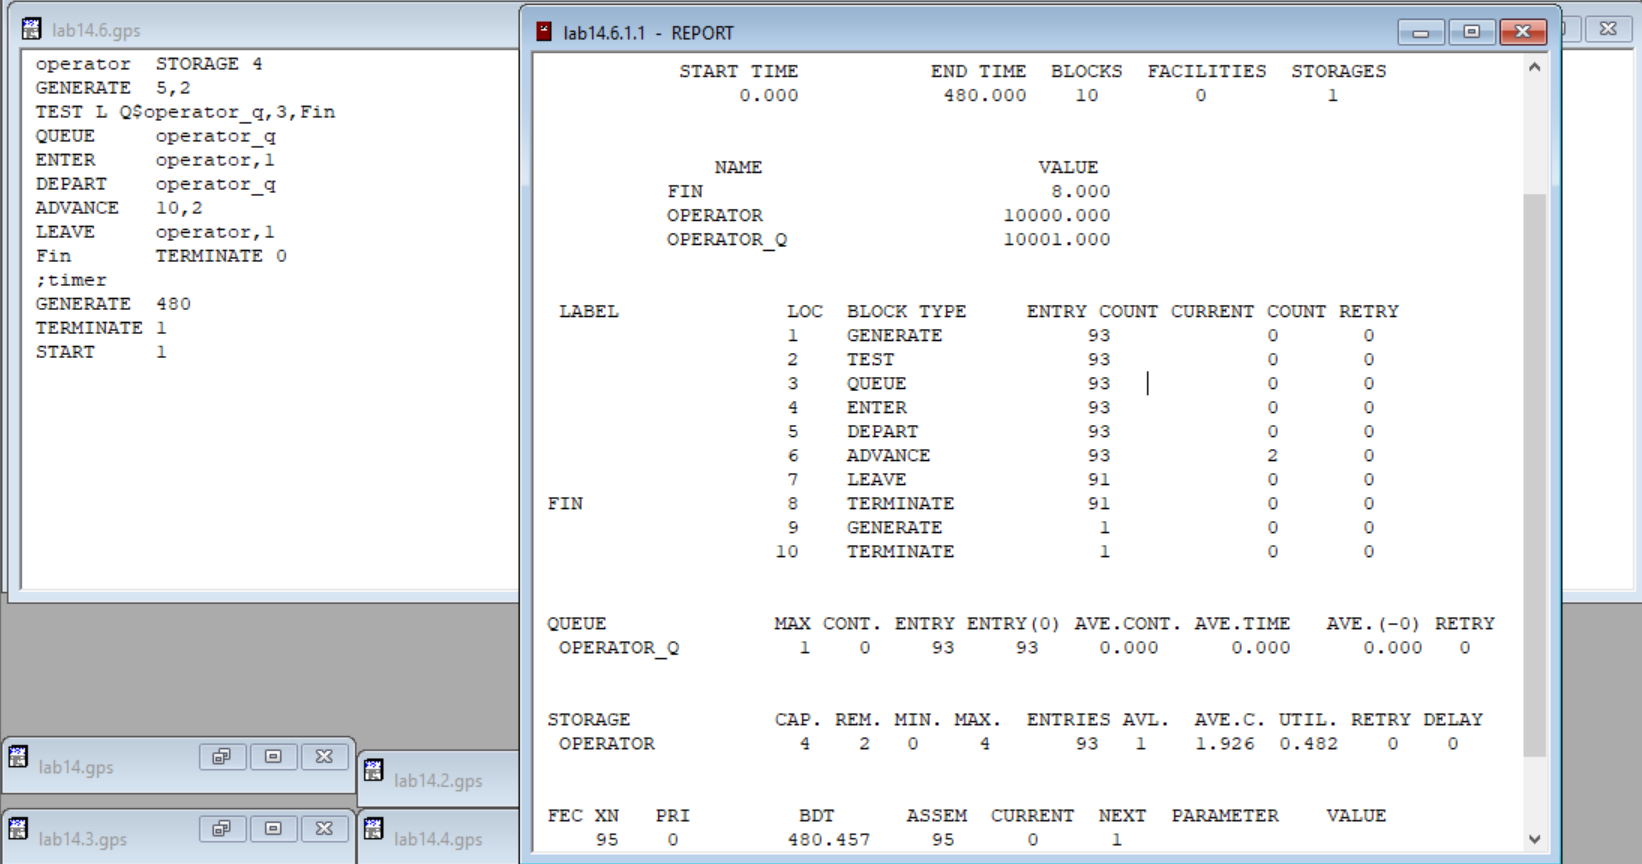 lab14.6.gps
operator STORAGE 4
GENERATE 5,2
TEST L Q$operator_q,3,Fin
QUEUE operator_q
ENTER operator,1
DEPART operator_q
ADVANCE 10,2
LEAVE operator,1
Fin TERMINATE 0
;timer
GENERATE 480
TERMINATE 1
START 1
lab14.6.1.1 - REPORT
START TIME END TIME BLOCKS FACILITIES STORAGES
0.000 480.000 10 0 1
NAME VALUE
FIN 8.000
OPERATOR 10000.000
OPERATOR_Q 10001.000
LABEL LOC BLOCK TYPE ENTRY COUNT CURRENT COUNT RETRY
1 GENERATE 93 0 0
2 TEST 93 0 0
3 QUEUE 93 0 0
4 ENTER 93 0 0
5 DEPART 93 0 0
6 ADVANCE 93 2 0
7 LEAVE 91 0 0
FIN 8 TERMINATE 91 0 0
9 GENERATE 1 0 0
10 TERMINATE 1 0 0
QUEUE MAX CONT. ENTRY ENTRY(0) AVE.CONT. AVE.TIME AVE.(-0) RETRY
OPERATOR_Q 1 0 93 93 0.000 0.000 0.000 0
STORAGE CAP. REM. MIN. MAX. ENTRIES AVL. AVE.C. UTIL. RETRY DELAY
OPERATOR 4 2 0 4 93 1 1.926 0.482 0 0
FEC XN PRI BDT ASSEM CURRENT NEXT PARAMETER VALUE
95 0 480.457 95 0 1
lab14.gps
lab14.2.gps
lab14.3.gps
lab14.4.gps